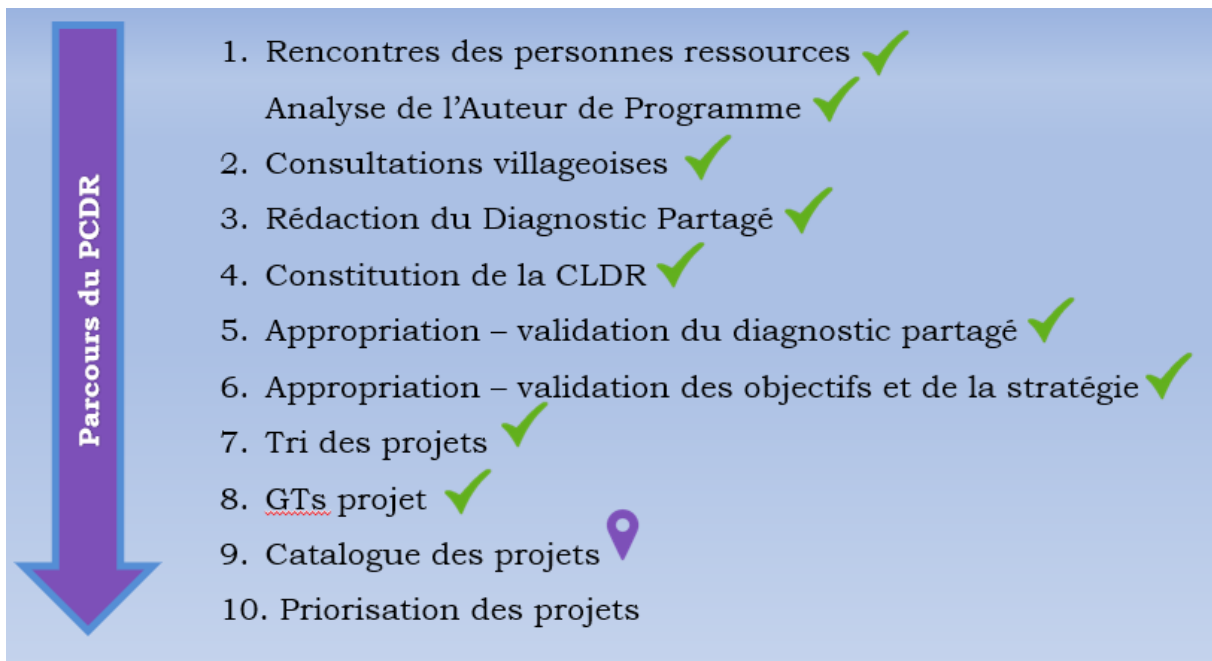 Parcours du PCDR
1. Rencontres des personnes ressources
Analyse de l’Auteur de Programme
2. Consultations villageoises
3. Rédaction du Diagnostic Partagé
4. Constitution de la CLDR
5. Appropriation – validation du diagnostic partagé
6. Appropriation – validation des objectifs et de la stratégie
7. Tri des projets
8. GTs projet
9. Catalogue des projets
10. Priorisation des projets